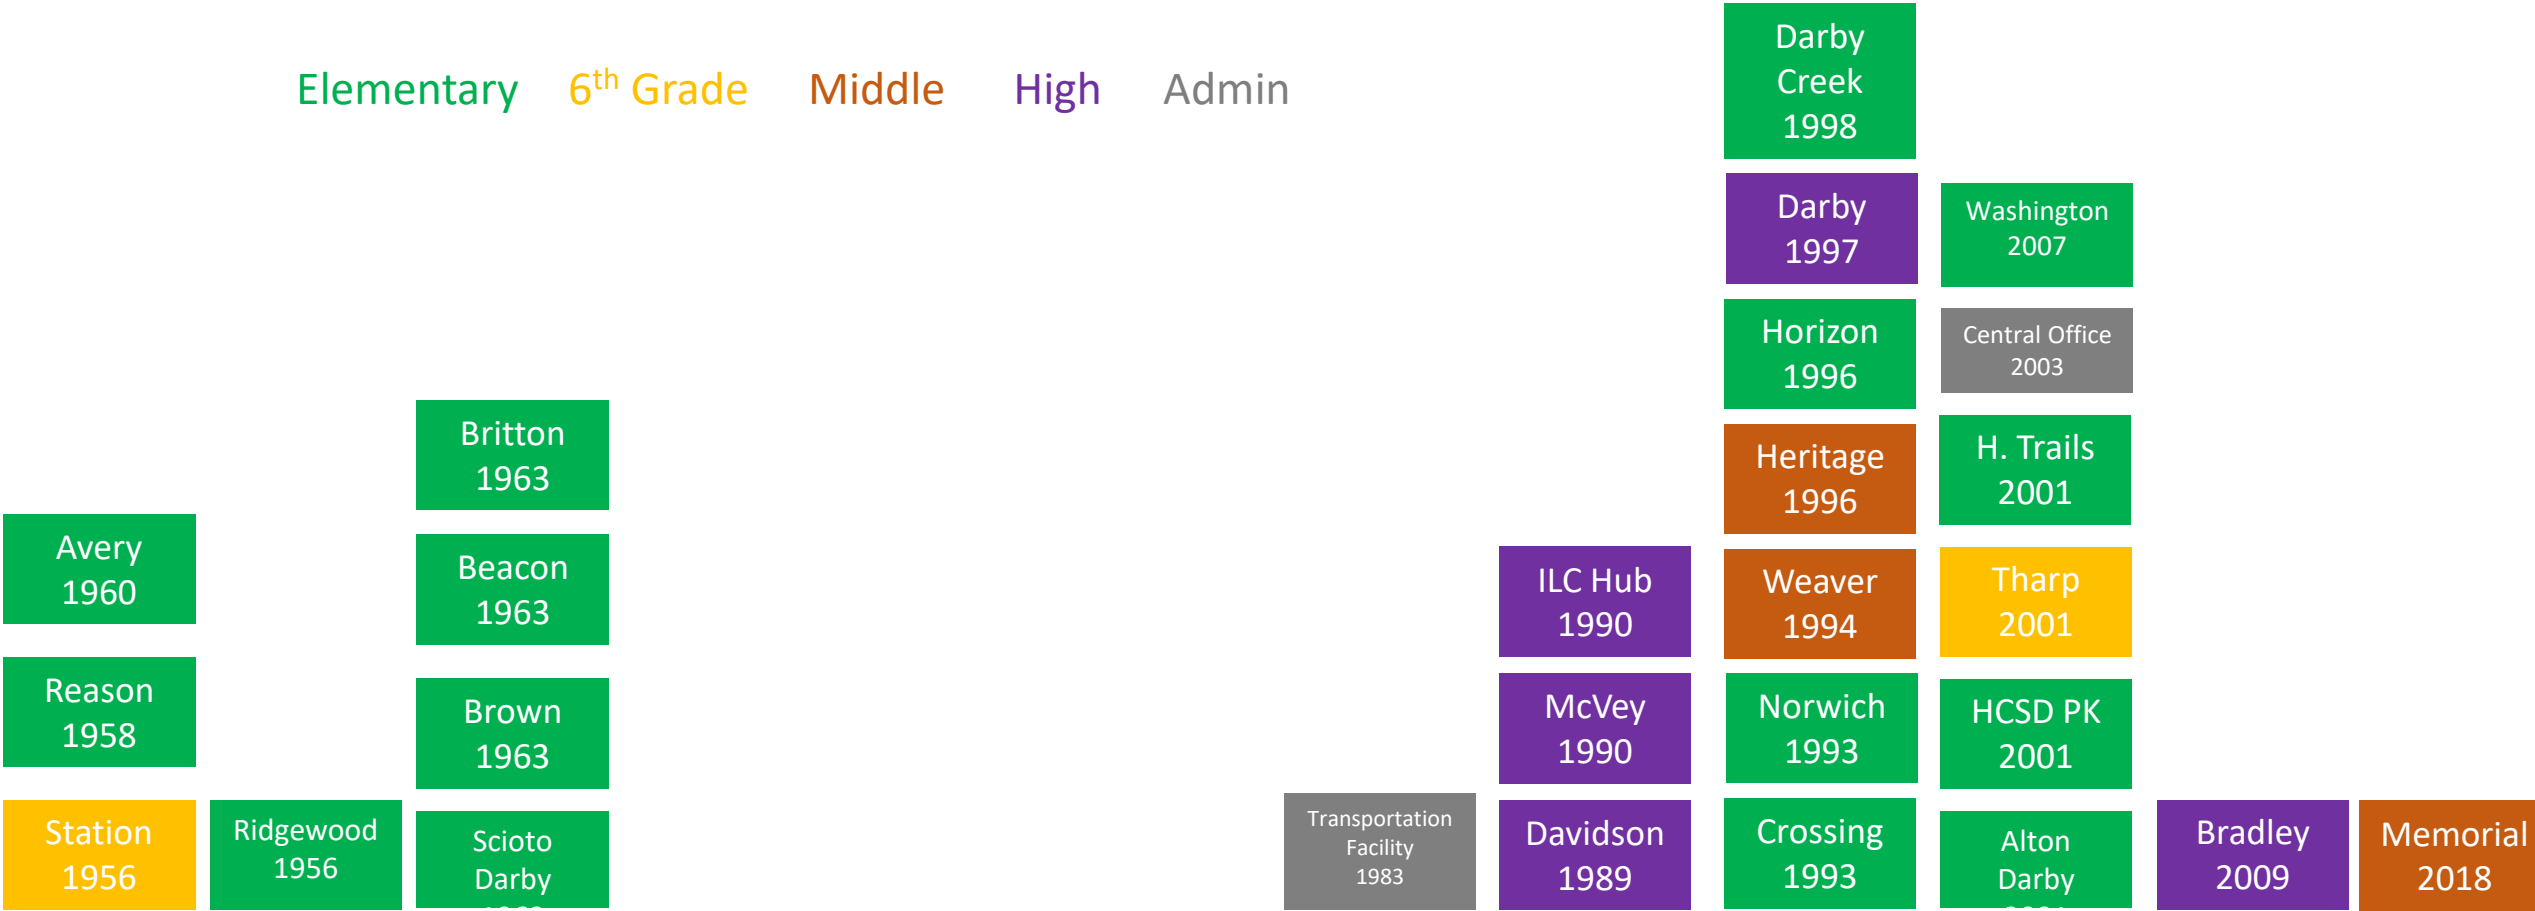 Elementary 6th Grade Middle High Admin
Darby
Creek
1998
Darby
1997
Washington
2007
Horizon
1996
Central Office
2003
Britton
1963
Heritage
1996
H. Trails
2001
Avery
1960
Beacon
1963
ILC Hub
1990
Weaver
1994
Tharp
2001
Reason
1958
Brown
1963
McVey
1990
Norwich
1993
HCSD PK
2001
Station
1956
Ridgewood
1956
Scioto
Darby
Transportation
Facility
1983
Davidson
1989
Crossing
1993
Alton
Darby
Bradley
2009
Memorial
2018